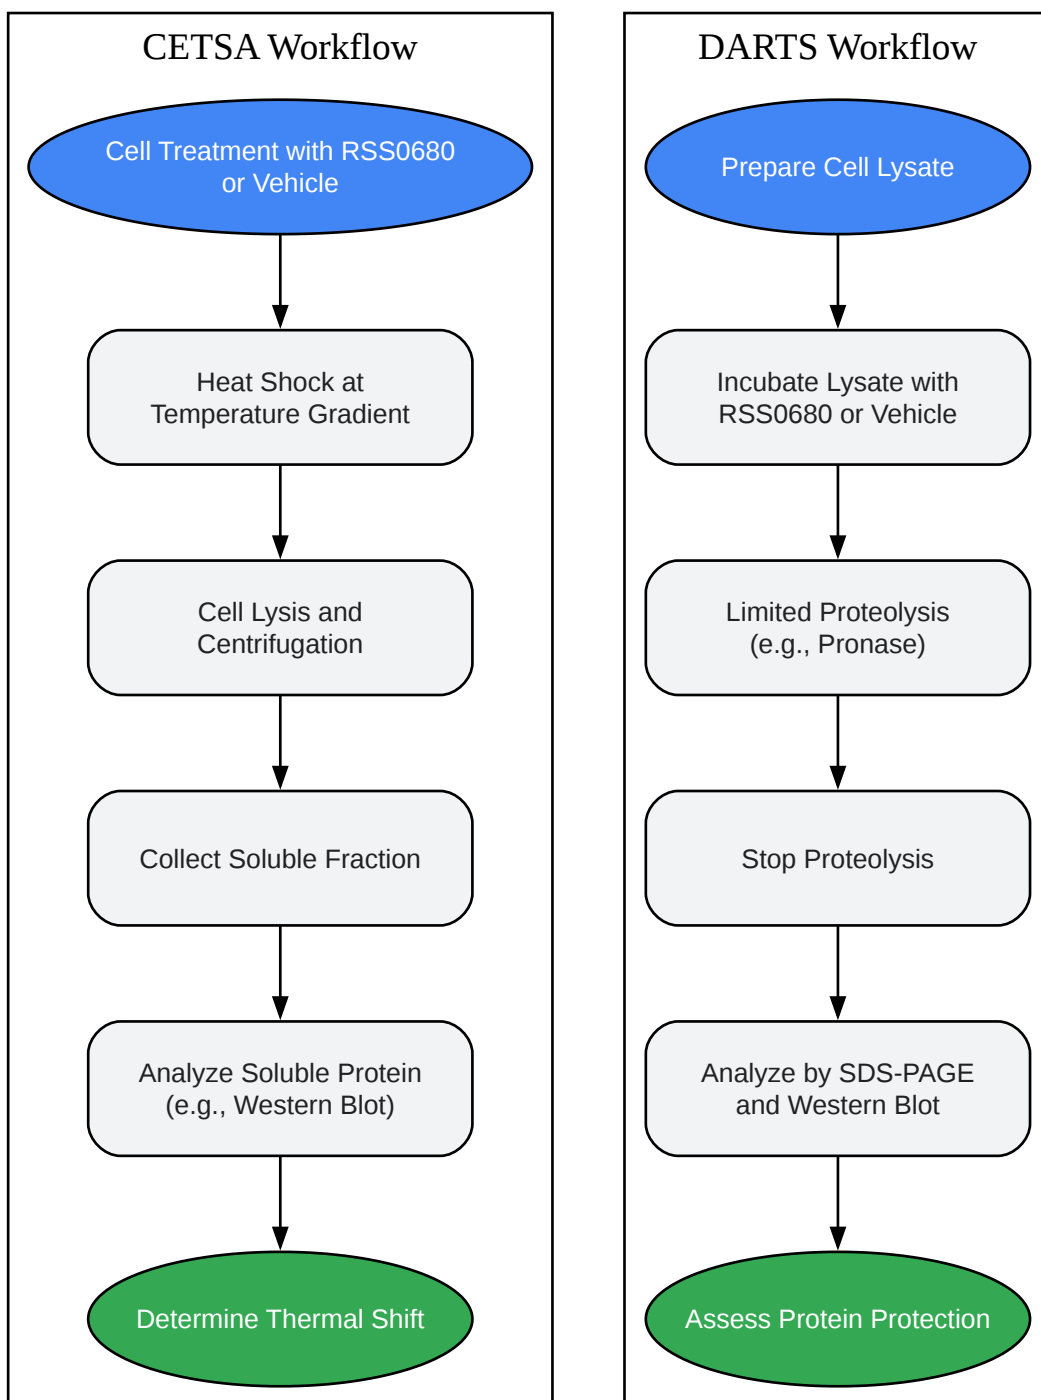 CETSA Workflow
Cell Treatment with RSS0680
or Vehicle
Heat Shock at
Temperature Gradient
Cell Lysis and
Centrifugation
Collect Soluble Fraction
Analyze Soluble Protein
(e.g., Western Blot)
Determine Thermal Shift
DARTS Workflow
Prepare Cell Lysate
Incubate Lysate with
RSS0680 or Vehicle
Limited Proteolysis
(e.g., Pronase)
Stop Proteolysis
Analyze by SDS-PAGE
and Western Blot
Assess Protein Protection